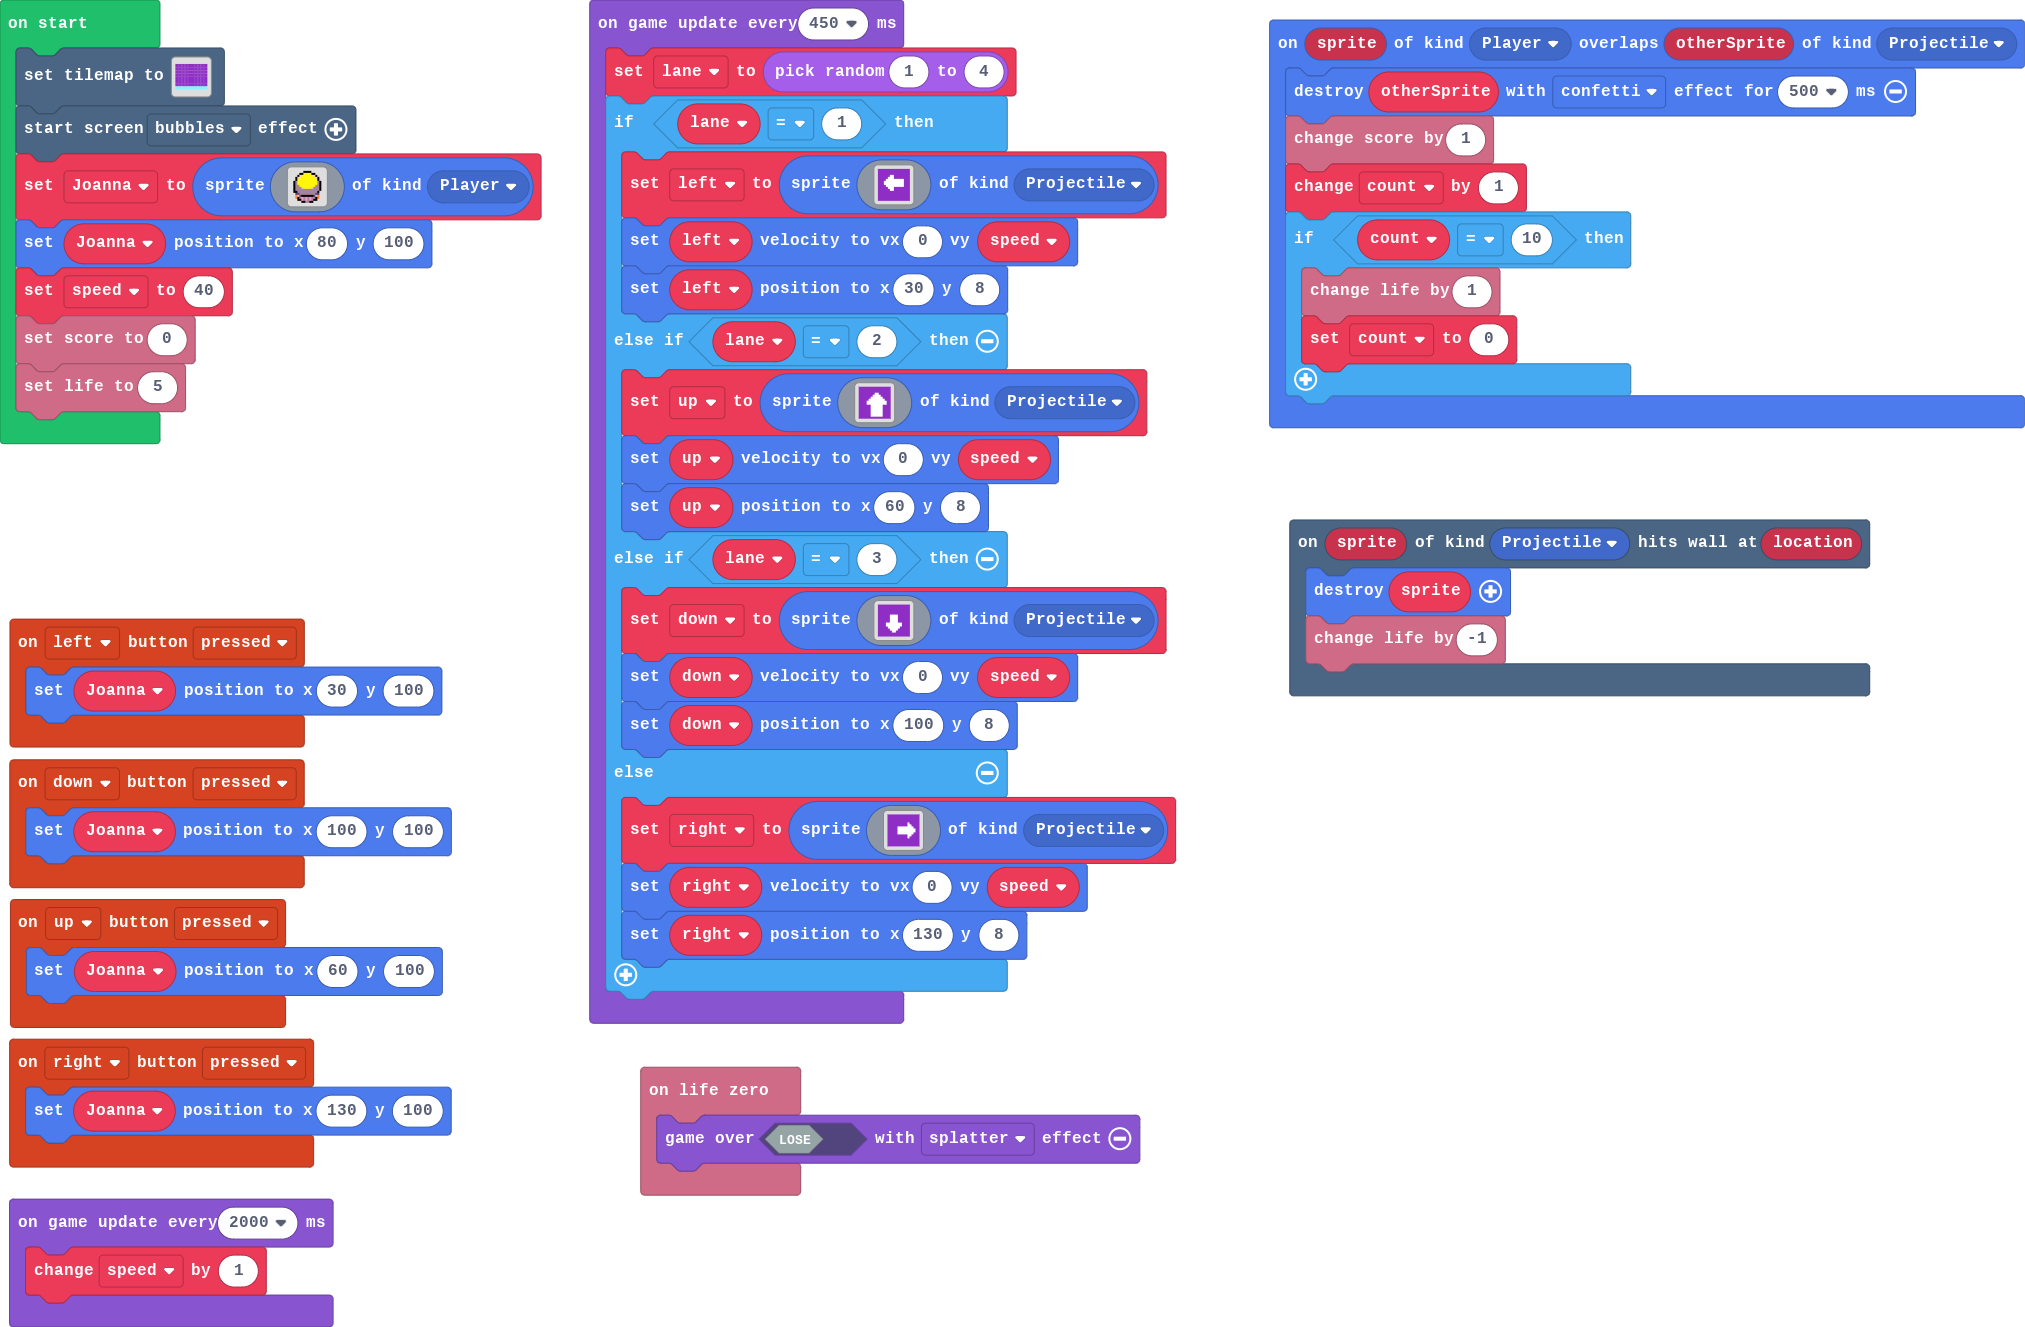 on start
set tilemap to
start screen bubbles effect
set Joanna to sprite of kind Player
set Joanna position to x 80 y 100
set speed to 40
set score to 0
set life to 5
on left button pressed
set Joanna position to x 30 y 100
on down button pressed
set Joanna position to x 100 y 100
on up button pressed
set Joanna position to x 60 y 100
on right button pressed
set Joanna position to x 130 y 100
on game update every 2000 ms
change speed by 1
on game update every 450 ms
set lane to pick random 1 to 4
if lane = 1 then
set left to sprite of kind Projectile
set left velocity to vx 0 vy speed
set left position to x 30 y 8
else if lane = 2 then
set up to sprite of kind Projectile
set up velocity to vx 0 vy speed
set up position to x 60 y 8
else if lane = 3 then
set down to sprite of kind Projectile
set down velocity to vx 0 vy speed
set down position to x 100 y 8
else
set right to sprite of kind Projectile
set right velocity to vx 0 vy speed
set right position to x 130 y 8
on life zero
game over LOSE with splatter effect
on sprite of kind Player overlaps otherSprite of kind Projectile
destroy otherSprite with confetti effect for 500 ms
change score by 1
change count by 1
if count = 10 then
change life by 1
set count to 0
on sprite of kind Projectile hits wall at location
destroy sprite
change life by -1